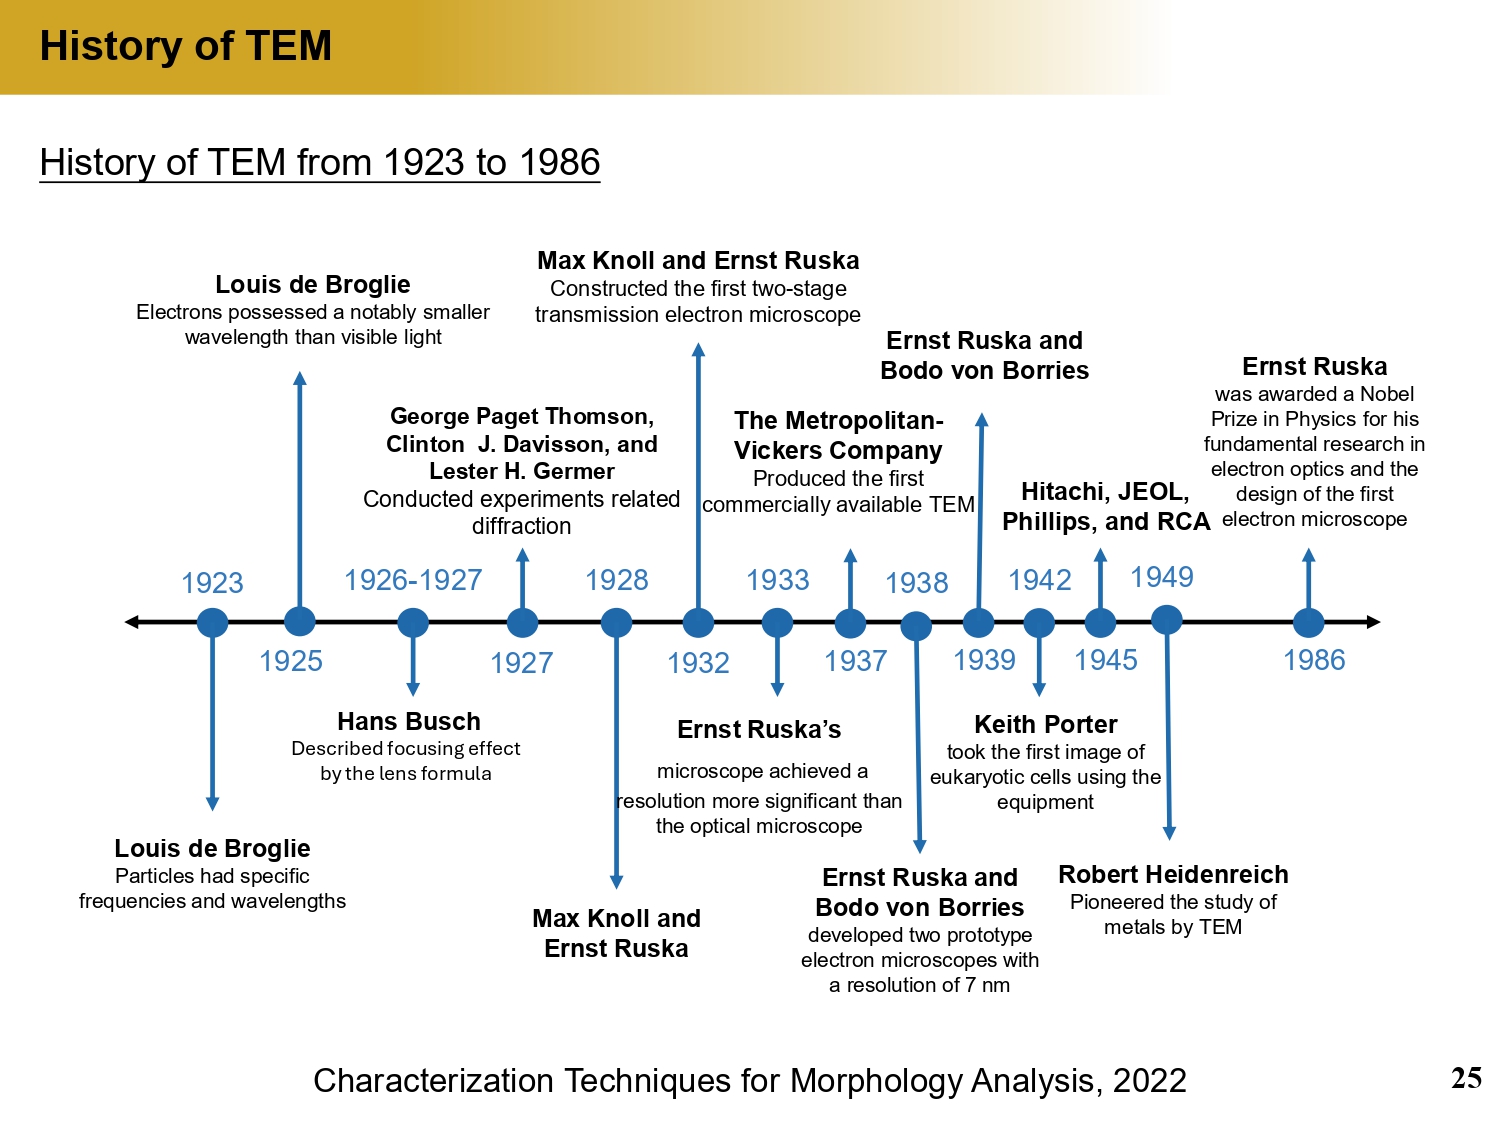 History of TEM
History of TEM from 1923 to 1986
Max Knoll and Ernst Ruska
Constructed the first two-stage
transmission electron microscope
Louis de Broglie
Electrons possessed a notably smaller
wavelength than visible light
Ernst Ruska and
Bodo von Borries
Ernst Ruska
was awarded a Nobel
Prize in Physics for his
fundamental research in
electron optics and the
design of the first
electron microscope
George Paget Thomson,
Clinton  J. Davisson, and
Lester H. Germer
Conducted experiments related
diffraction
The Metropolitan-
Vickers Company
Produced the first
commercially available TEM
Hitachi, JEOL,
Phillips, and RCA
1923
1926-1927
1928
1933
1938
1942
1949
1925
1927
1932
1937
1939
1945
1986
Hans Busch
Described focusing effect
by the lens formula
Ernst Ruska’s
microscope achieved a
resolution more significant than
the optical microscope
Keith Porter
took the first image of
eukaryotic cells using the
equipment
Louis de Broglie
Particles had specific
frequencies and wavelengths
Max Knoll and
Ernst Ruska
Ernst Ruska and
Bodo von Borries
developed two prototype
electron microscopes with
a resolution of 7 nm
Robert Heidenreich
Pioneered the study of
metals by TEM
Characterization Techniques for Morphology Analysis, 2022
25